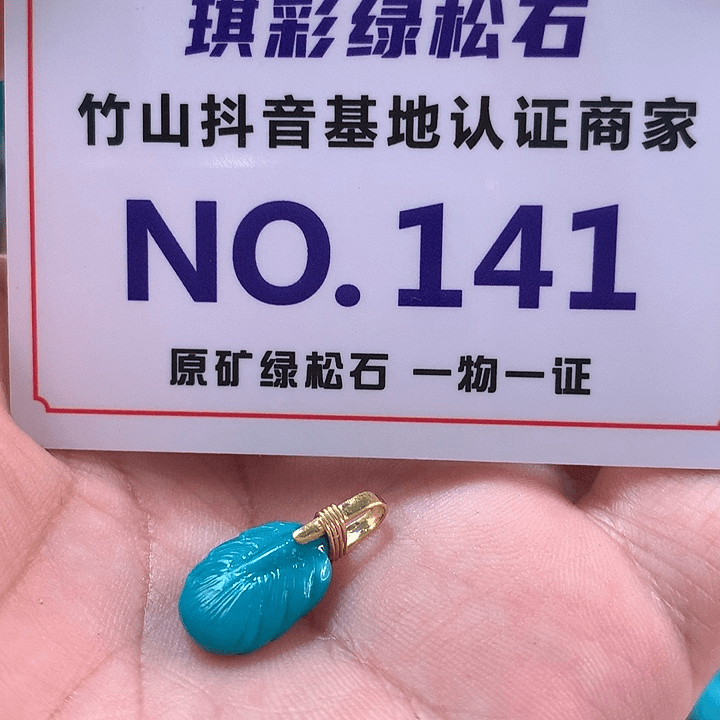 琪彩绿松石
竹山抖音基地认证商家
NO.141
原矿绿松石 一物一证